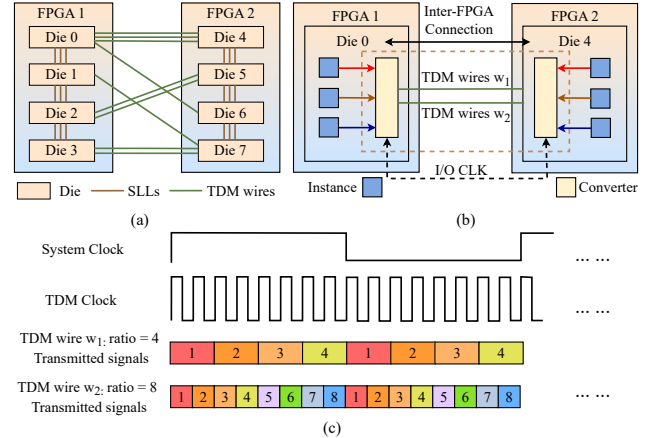 FPGA 1
FPGA 2
Die 0
Die 4
Die 1
Die 5
Die 2
Die 6
Die 3
Die 7
Die
SLLs
TDM wires
(a)
FPGA 1
Inter-FPGA
Connection
FPGA 2
Die 0
Die 4
TDM wires w1
TDM wires w2
I/O CLK
Instance
Converter
(b)
System Clock
... ...
TDM Clock
... ...
TDM wire w1: ratio = 4
Transmitted signals
1 2 3 4 1 2 3 4
TDM wire w2: ratio = 8
Transmitted signals
1 2 3 4 5 6 7 8 1 2 3 4 5 6 7 8
... ...
(c)